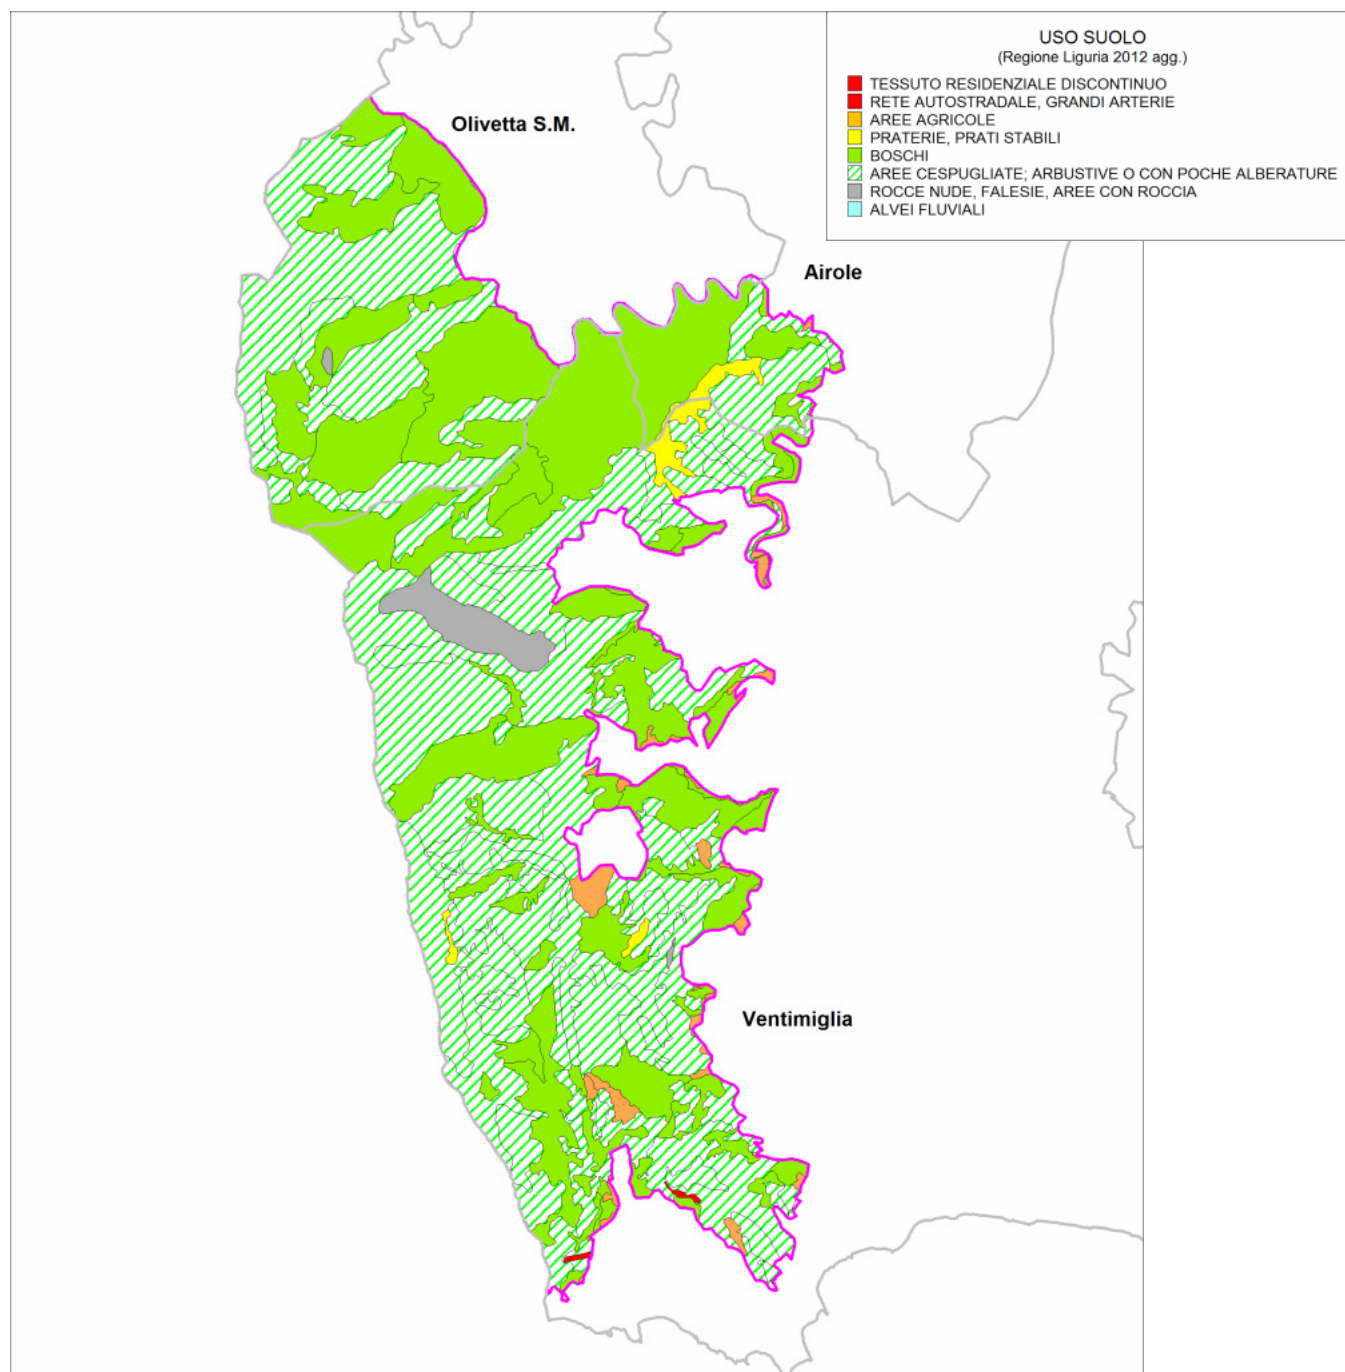 USO SUOLO
(Regione Liguria 2012 agg.)
TESSUTO RESIDENZIALE DISCONTINUO
RETE AUTOSTRADALE, GRANDI ARTERIE
AREE AGRICOLE
PRATERIE, PRATI STABILI
BOSCHI
AREE CESPUGLIATE; ARBUSTIVE O CON POCHE ALBERATURE
ROCCE NUDE, FALESIE, AREE CON ROCCIA
ALVEI FLUVIALI
Olivetta S.M.
Airole
Ventimiglia